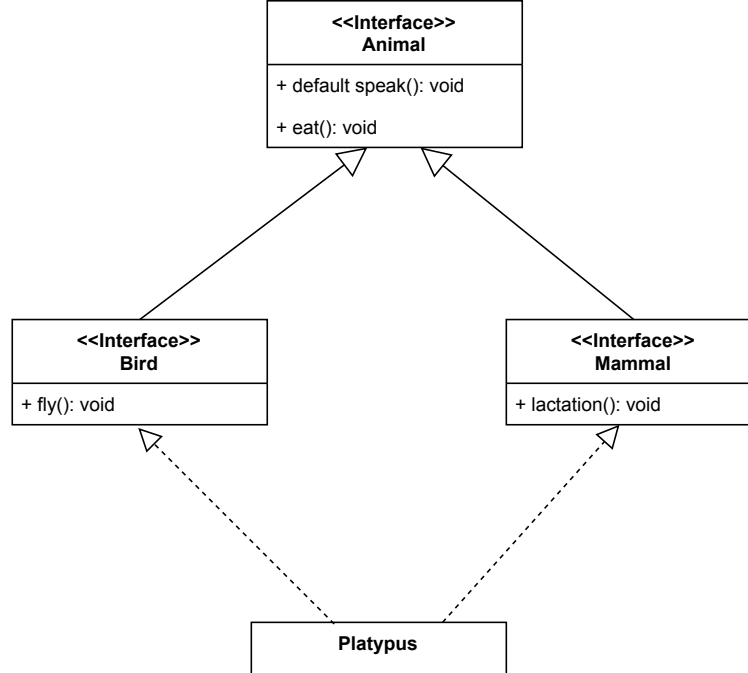 <<Interface>>
Animal
+ default speak(): void
+ eat(): void
<<Interface>>
Bird
+ fly(): void
<<Interface>>
Mammal
+ lactation(): void
Platypus